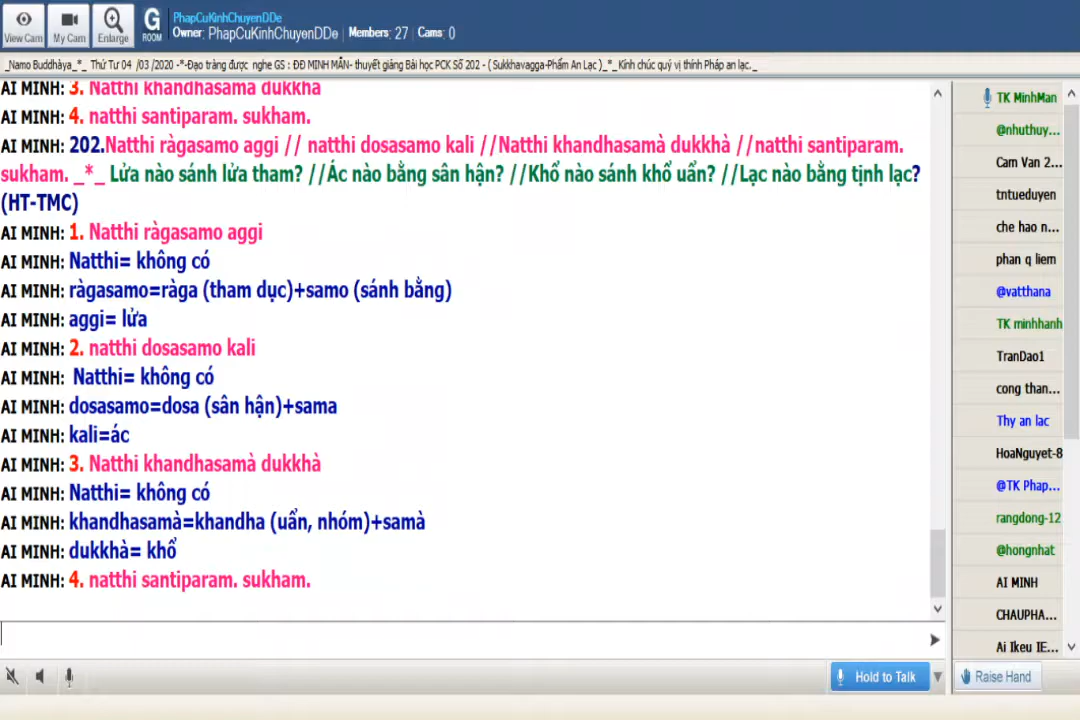 PhapCuKinhChuyenDDe
Owner: PhapCuKinhChuyenDDe Members: 27 Cams: 0
View Cam My Cam Enlarge G ROOM
_Namo Buddhàya_*_ Thứ Tư 04 /03 /2020 -*-Đạo tràng được nghe GS : ĐĐ MINH MẪN- thuyết giảng Bài học PCK Số 202 - ( Sukkhavagga-Phẩm An Lạc )_*_Kính chúc quý vị thính Pháp an lạc._
AI MINH: 3. Natthi khandhasamà dukkhà
AI MINH: 4. natthi santiparam. sukham.
AI MINH: 202.Natthi ràgasamo aggi // natthi dosasamo kali //Natthi khandhasamà dukkhà //natthi santiparam.
sukham. _*_ Lửa nào sánh lửa tham? //Ác nào bằng sân hận? //Khổ nào sánh khổ uẩn? //Lạc nào bằng tịnh lạc?
(HT-TMC)
AI MINH: 1. Natthi ràgasamo aggi
AI MINH: Natthi= không có
AI MINH: ràgasamo=ràga (tham dục)+samo (sánh bằng)
AI MINH: aggi= lửa
AI MINH: 2. natthi dosasamo kali
AI MINH: Natthi= không có
AI MINH: dosasamo=dosa (sân hận)+sama
AI MINH: kali=ác
AI MINH: 3. Natthi khandhasamà dukkhà
AI MINH: Natthi= không có
AI MINH: khandhasamà=khandha (uẩn, nhóm)+samà
AI MINH: dukkhà= khổ
AI MINH: 4. natthi santiparam. sukham.
TK MinhMan
@nhuthuy...
Cam Van 2...
tntueduyen
che hao n...
phan q liem
@vatthana
TK minhhanh
TranDao1
cong than...
Thy an lac
HoaNguyet-8
@TK Phap...
rangdong-12
@hongnhat
AI MINH
CHAUPHA...
Ai Ikeu IE...
Hold to Talk
Raise Hand